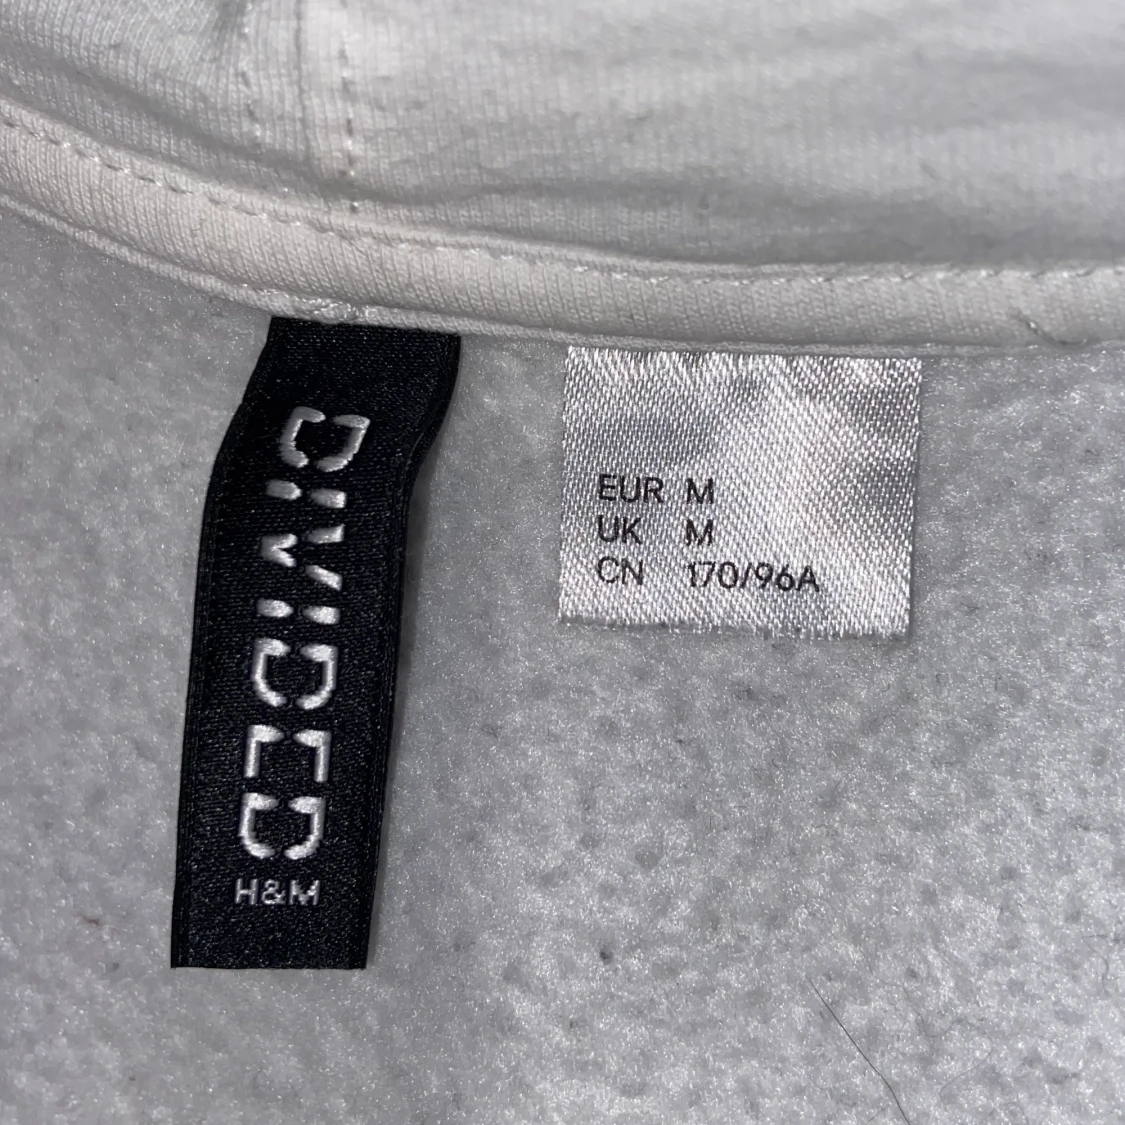 DIVIDED
H&M
EUR M
UK M
CN 170/96A